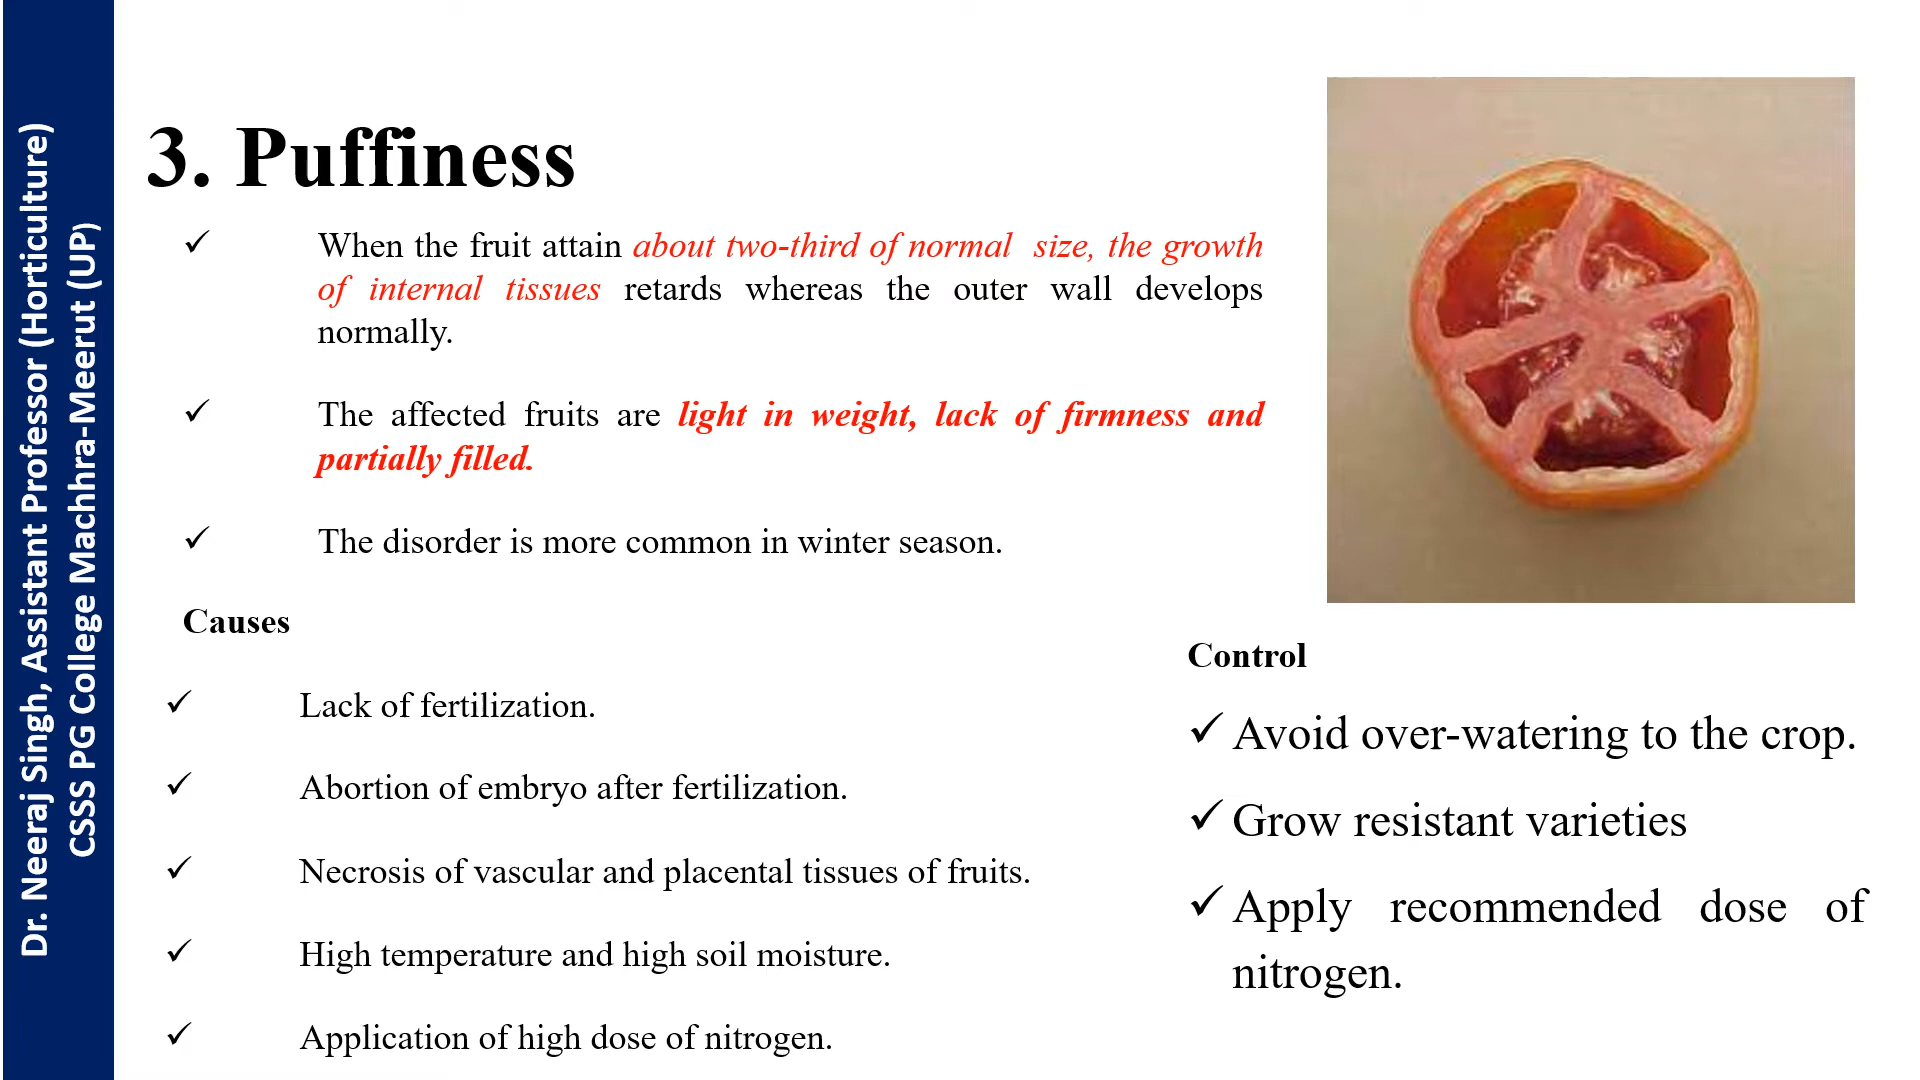 Dr. Neeraj Singh, Assistant Professor (Horticulture)
CSSS PG College Machhra-Meerut (UP)
3. Puffiness
✓ When the fruit attain about two-third of normal size, the growth
of internal tissues retards whereas the outer wall develops
normally.
✓ The affected fruits are light in weight, lack of firmness and
partially filled.
✓ The disorder is more common in winter season.
Causes
✓ Lack of fertilization.
✓ Abortion of embryo after fertilization.
✓ Necrosis of vascular and placental tissues of fruits.
✓ High temperature and high soil moisture.
✓ Application of high dose of nitrogen.
Control
✓ Avoid over-watering to the crop.
✓ Grow resistant varieties
✓ Apply recommended dose of
nitrogen.